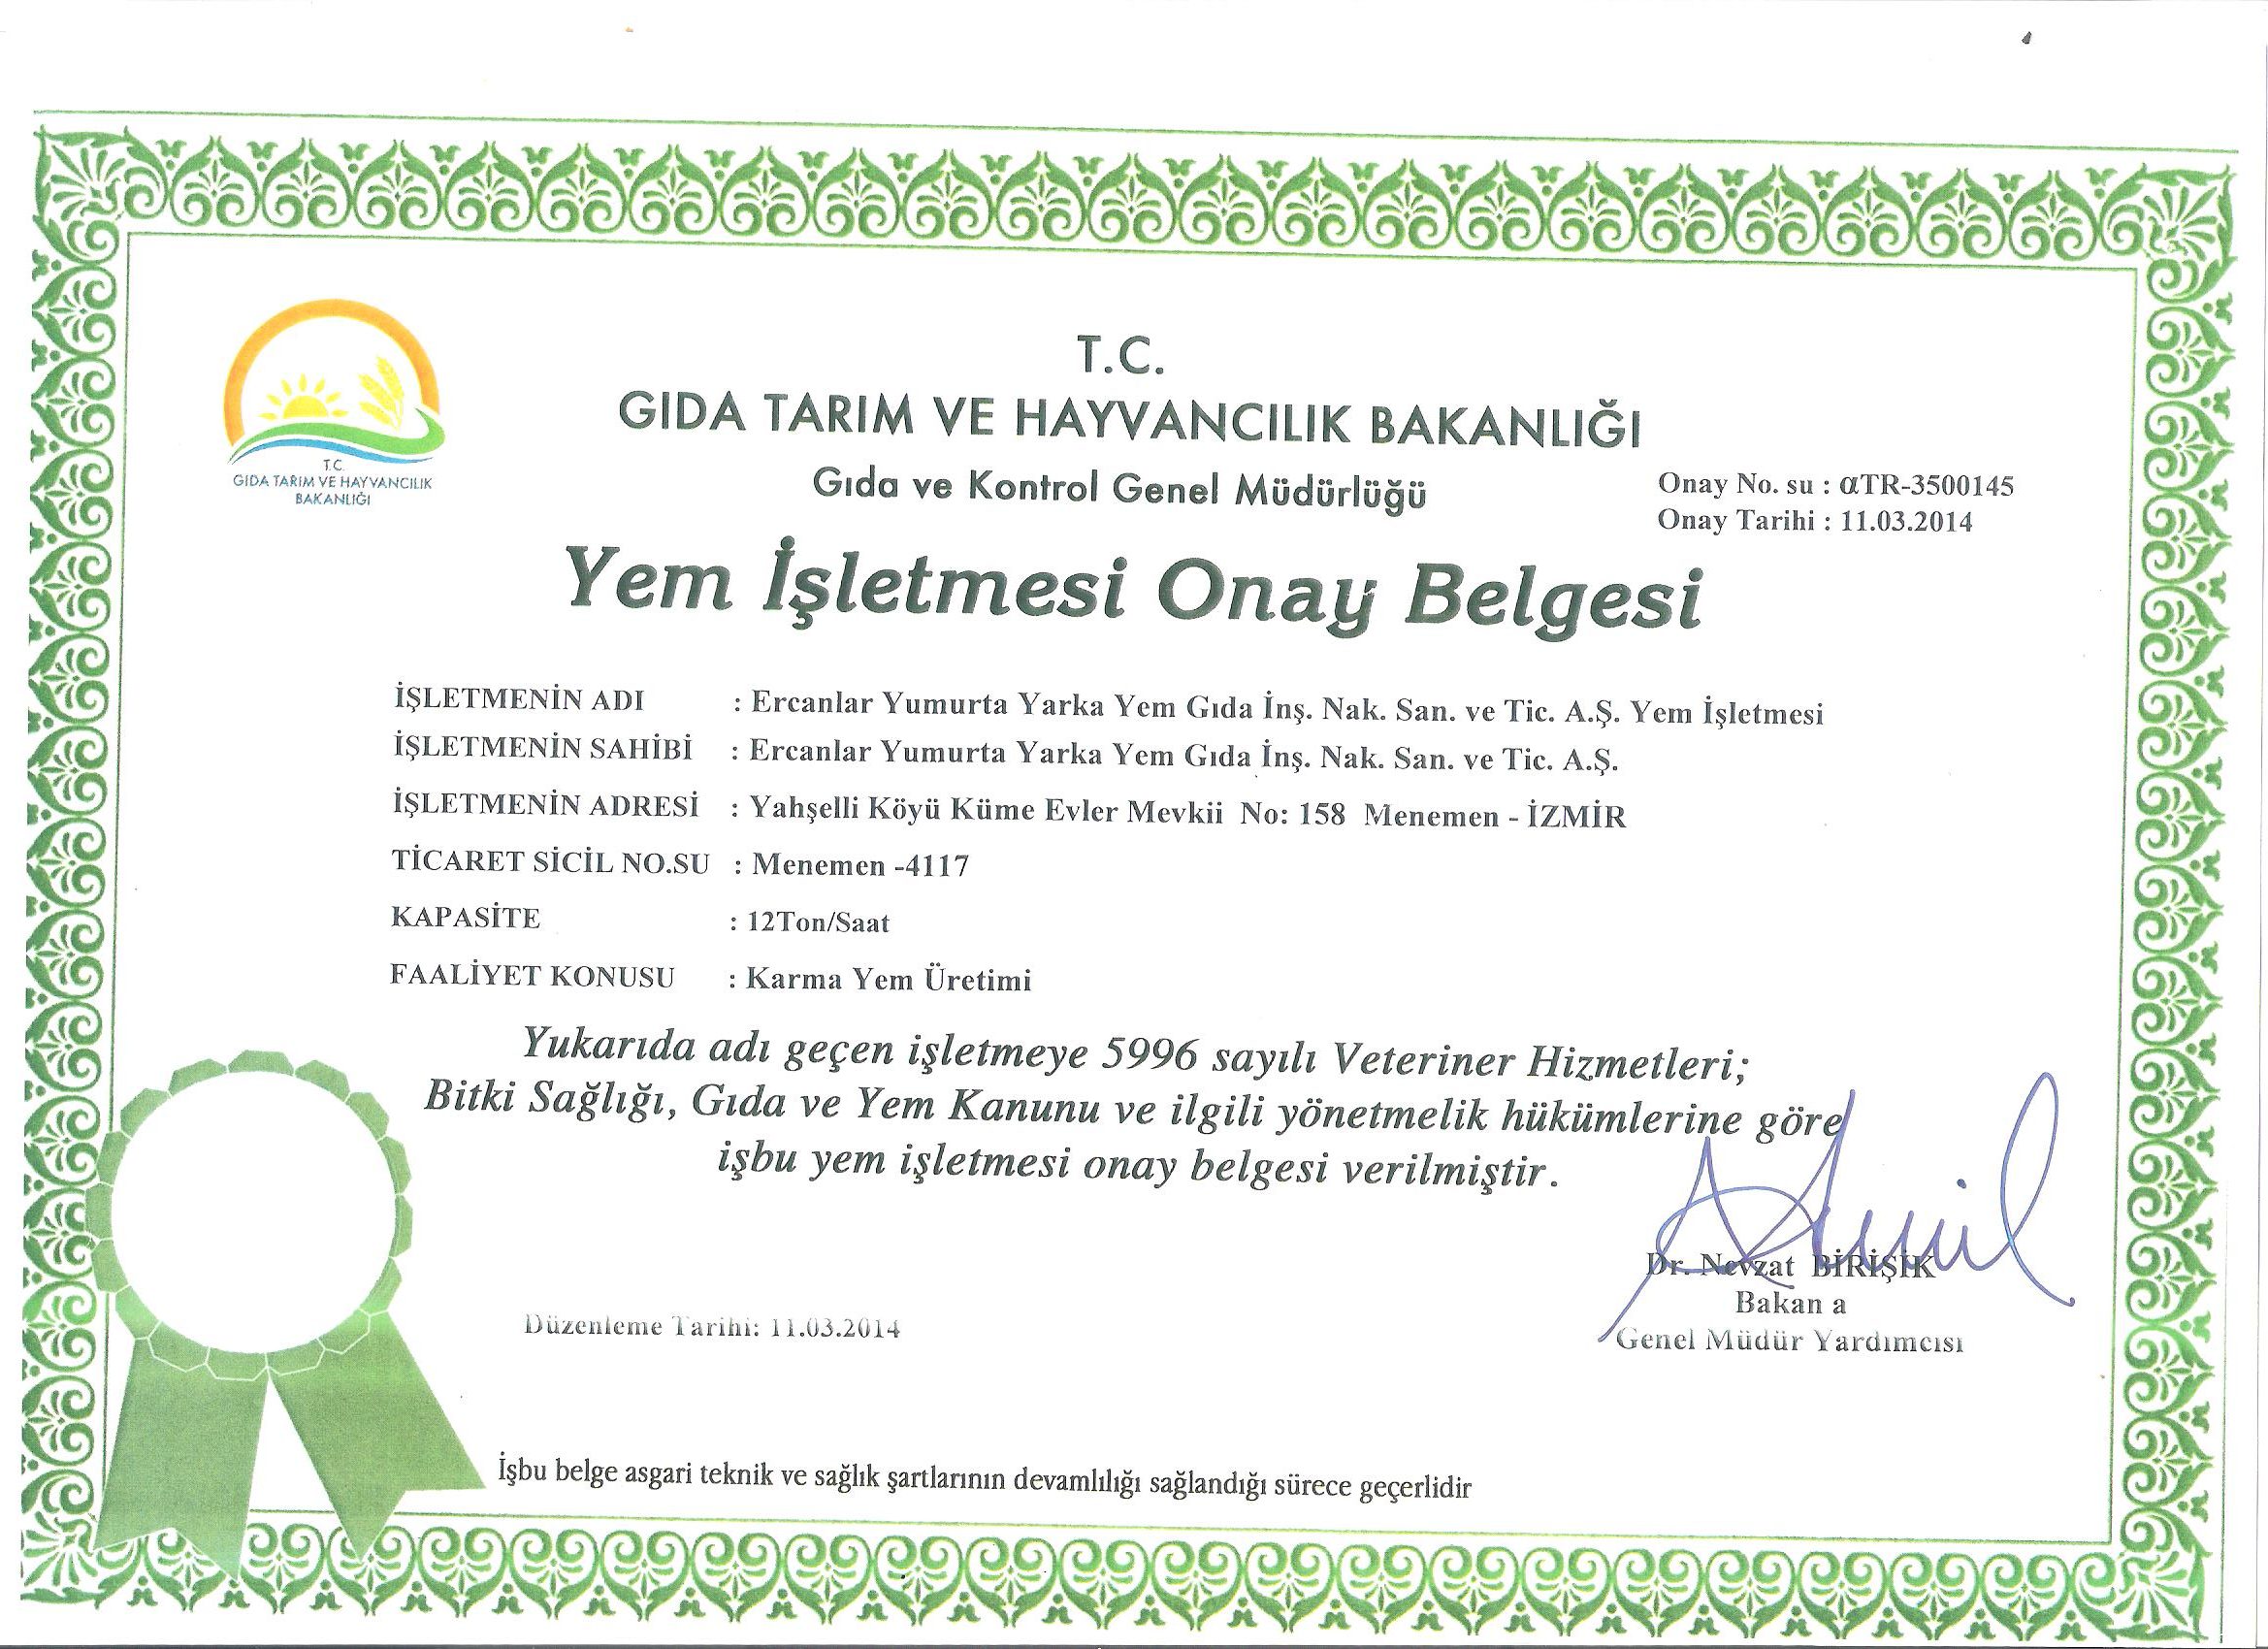 T.C.
GIDA TARIM VE HAYVANCILIK
BAKANLIĞI
T.C.
GIDA TARIM VE HAYVANCILIK BAKANLIĞI
Gıda ve Kontrol Genel Müdürlüğü
Onay No. su : αTR-3500145
Onay Tarihi : 11.03.2014
Yem İşletmesi Onay Belgesi
İŞLETMENİN ADI : Ercanlar Yumurta Yarka Yem Gıda İnş. Nak. San. ve Tic. A.Ş. Yem İşletmesi
İŞLETMENİN SAHİBİ : Ercanlar Yumurta Yarka Yem Gıda İnş. Nak. San. ve Tic. A.Ş.
İŞLETMENİN ADRESİ : Yahşelli Köyü Küme Evler Mevkii No: 158 Menemen - İZMİR
TİCARET SİCİL NO.SU : Menemen -4117
KAPASİTE : 12Ton/Saat
FAALİYET KONUSU : Karma Yem Üretimi
Yukarıda adı geçen işletmeye 5996 sayılı Veteriner Hizmetleri;
Bitki Sağlığı, Gıda ve Yem Kanunu ve ilgili yönetmelik hükümlerine göre
işbu yem işletmesi onay belgesi verilmiştir.
Dr. Nevzat BİRİŞİK
Bakan a
Genel Müdür Yardımcısı
Düzenleme Tarihi: 11.03.2014
İşbu belge asgari teknik ve sağlık şartlarının devamlılığı sağlandığı sürece geçerlidir